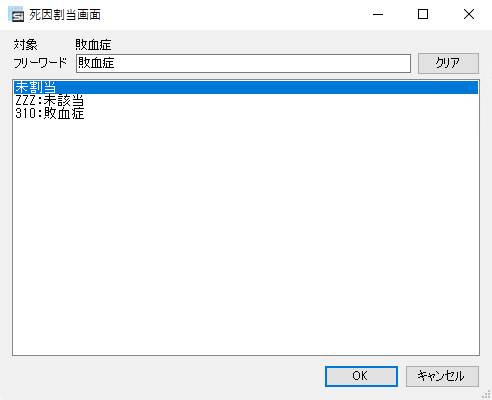 死因割当画面
対象 敗血症
フリーワード 敗血症 クリア
未割当
ZZZ:未該当
310:敗血症
OK キャンセル